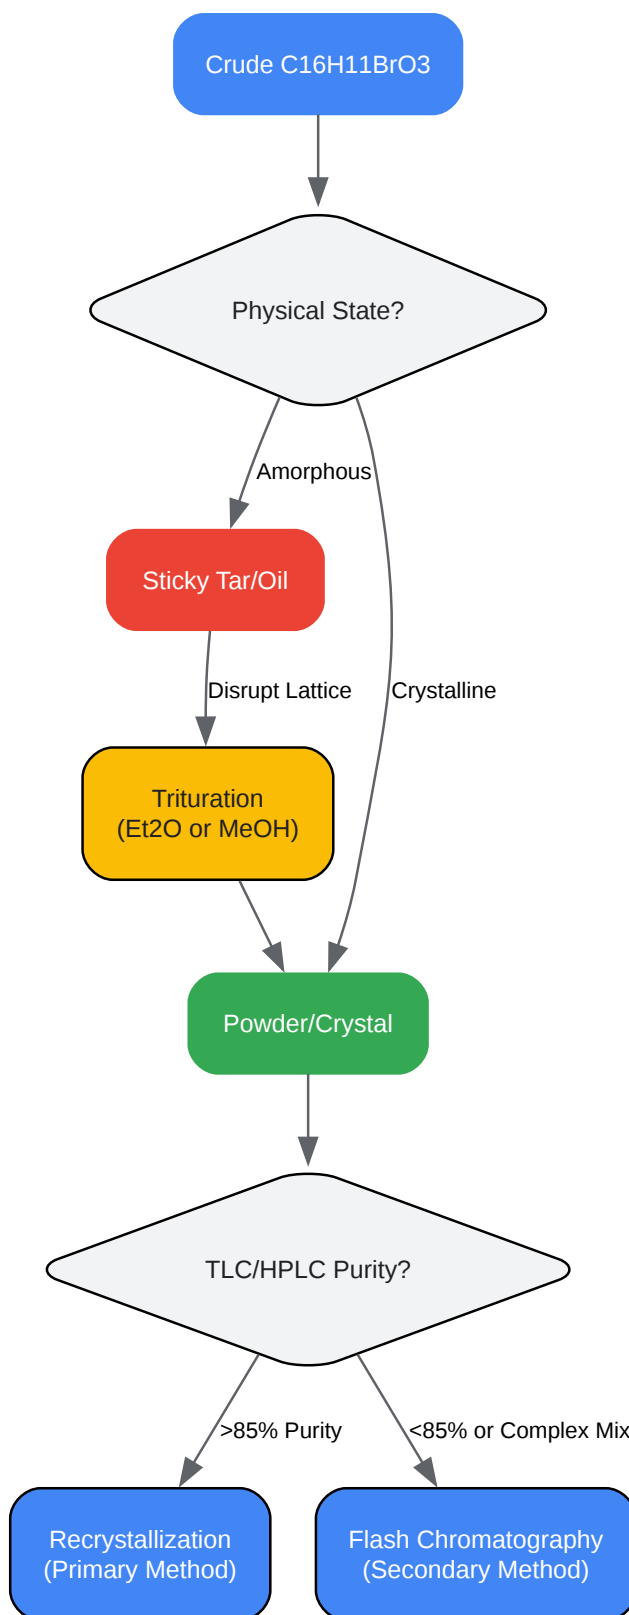 Crude C16H11BrO3
Physical State?
Amorphous
Sticky Tar/Oil
Disrupt Lattice
Crystalline
Trituration
(Et2O or MeOH)
Powder/Crystal
TLC/HPLC Purity?
>85% Purity
<85% or Complex Mix
Recrystallization
(Primary Method)
Flash Chromatography
(Secondary Method)